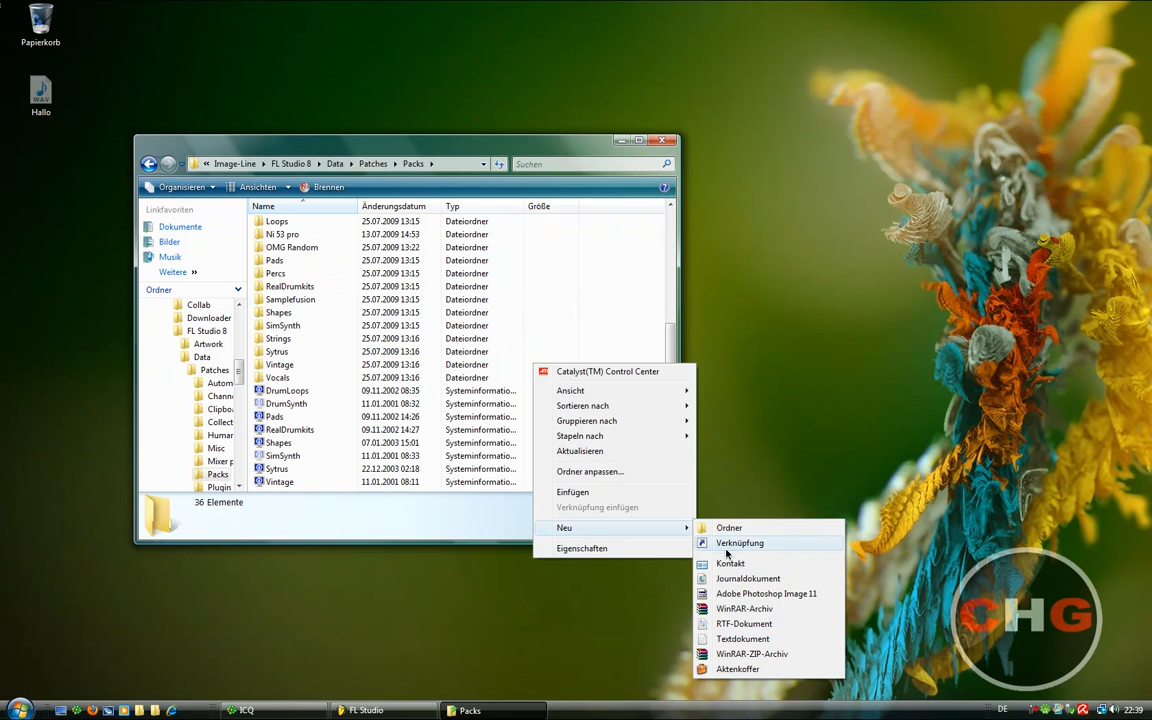 Papierkorb
WAV
Hallo
« Image-Line FL Studio 8 Data Patches Packs
Suchen
Organisieren Ansichten Brennen
Linkfavoriten
Dokumente
Bilder
Musik
Weitere »
Ordner
Collab
Downloader
FL Studio 8
Artwork
Data
Patches
Autom
Channe
Clipbo
Collect
Human
Misc
Mixer p
Packs
Plugin
Name Änderungsdatum Typ Größe
Loops 25.07.2009 13:15 Dateiordner
Ni 53 pro 13.07.2009 14:53 Dateiordner
OMG Random 25.07.2009 13:22 Dateiordner
Pads 25.07.2009 13:15 Dateiordner
Percs 25.07.2009 13:15 Dateiordner
RealDrumkits 25.07.2009 13:15 Dateiordner
Samplefusion 25.07.2009 13:15 Dateiordner
Shapes 25.07.2009 13:15 Dateiordner
SimSynth 25.07.2009 13:15 Dateiordner
Strings 25.07.2009 13:16 Dateiordner
Sytrus 25.07.2009 13:16 Dateiordner
Vintage 25.07.2009 13:16 Dateiordner
Vocals 25.07.2009 13:16 Dateiordner
DrumLoops 09.11.2002 08:35 Systeminformatio...
DrumSynth 11.01.2001 08:32 Systeminformatio...
Pads 09.11.2002 14:26 Systeminformatio...
RealDrumkits 09.11.2002 14:27 Systeminformatio...
Shapes 07.01.2003 15:01 Systeminformatio...
SimSynth 11.01.2001 08:33 Systeminformatio...
Sytrus 22.12.2003 02:18 Systeminformatio...
Vintage 11.01.2001 08:11 Systeminformatio...
36 Elemente
Catalyst(TM) Control Center
Ansicht
Sortieren nach
Gruppieren nach
Stapeln nach
Aktualisieren
Ordner anpassen...
Einfügen
Verknüpfung einfügen
Neu
Eigenschaften
Ordner
Verknüpfung
Kontakt
Journaldokument
Adobe Photoshop Image 11
WinRAR-Archiv
RTF-Dokument
Textdokument
WinRAR-ZIP-Archiv
Aktenkoffer
CHG
ICQ FL Studio Packs DE 22:39